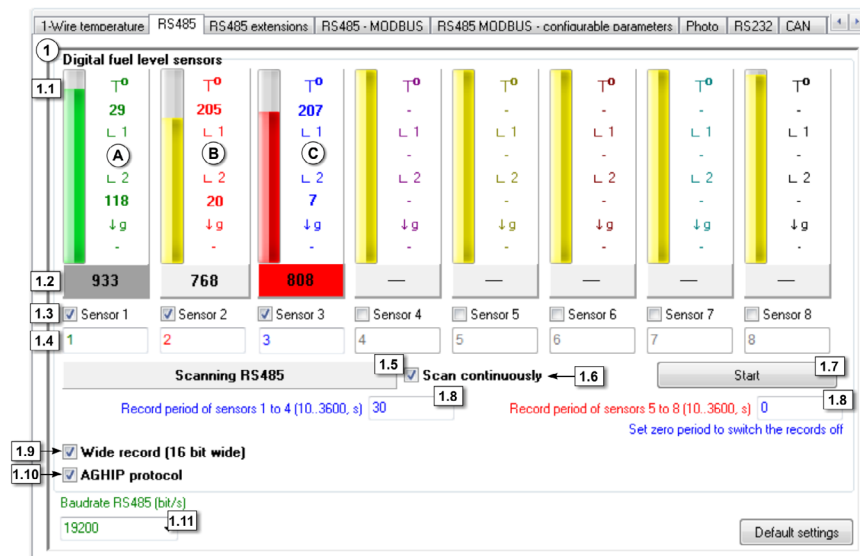 1-Wire temperature RS485 RS485 extensions RS485 - MODBUS RS485 MODBUS - configurable parameters Photo RS232 CAN
1 Digital fuel level sensors
1.1 T° T° T° T° T° T° T° T°
29 205 207 - - - - -
∟ 1 ∟ 1 ∟ 1 ∟ 1 ∟ 1 ∟ 1 ∟ 1 ∟ 1
A B C - - - - -
∟ 2 ∟ 2 ∟ 2 ∟ 2 ∟ 2 ∟ 2 ∟ 2 ∟ 2
118 20 7 - - - - -
↓g ↓g ↓g ↓g ↓g ↓g ↓g ↓g
- - - - - - - -
1.2 933 768 808 — — — — —
1.3 Sensor 1 Sensor 2 Sensor 3 Sensor 4 Sensor 5 Sensor 6 Sensor 7 Sensor 8
1.4 1 2 3 4 5 6 7 8
Scanning RS485 1.5 Scan continuously 1.6 Start 1.7
Record period of sensors 1 to 4 (10..3600, s) 30 1.8 Record period of sensors 5 to 8 (10..3600, s) 0 1.8
Set zero period to switch the records off
1.9 Wide record (16 bit wide)
1.10 AGHIP protocol
Baudrate RS485 (bit/s)
19200 1.11
Default settings